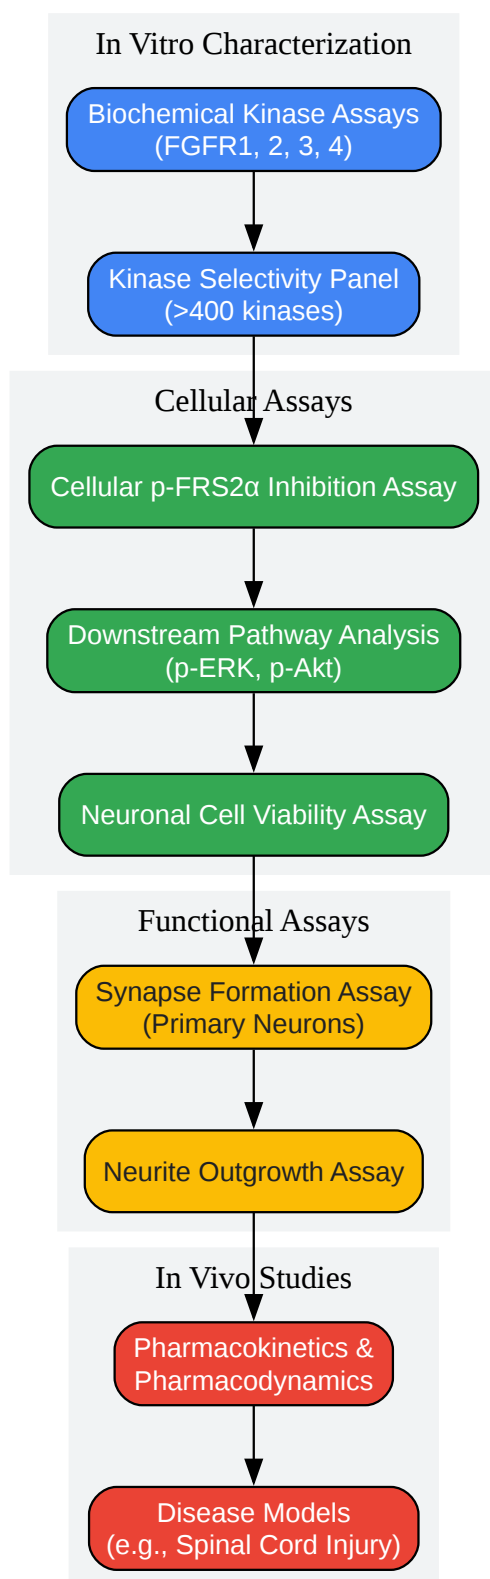 In Vitro Characterization
Biochemical Kinase Assays
(FGFR1, 2, 3, 4)
Kinase Selectivity Panel
(>400 kinases)
Cellular Assays
Cellular p-FRS2α Inhibition Assay
Downstream Pathway Analysis
(p-ERK, p-Akt)
Neuronal Cell Viability Assay
Functional Assays
Synapse Formation Assay
(Primary Neurons)
Neurite Outgrowth Assay
In Vivo Studies
Pharmacokinetics &
Pharmacodynamics
Disease Models
(e.g., Spinal Cord Injury)